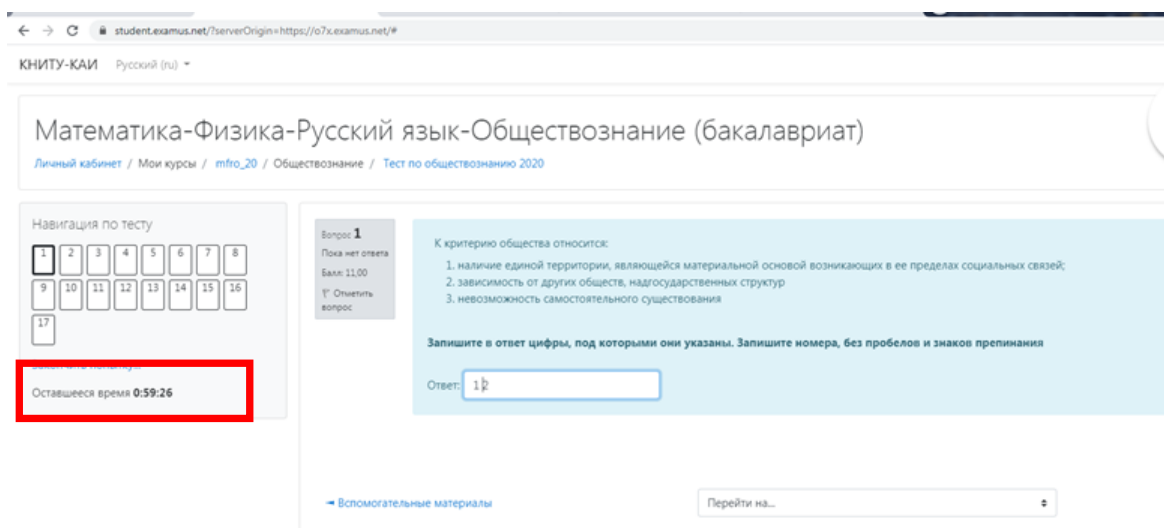 student.examus.net/?serverOrigin=https://o7x.examus.net/#
КНИТУ-КАИ Русский (ru)
Математика-Физика-Русский язык-Обществознание (бакалавриат)
Личный кабинет / Мои курсы / mfro_20 / Обществознание / Тест по обществознанию 2020
Навигация по тесту
1 2 3 4 5 6 7 8
9 10 11 12 13 14 15 16
17
Оставшееся время 0:59:26
Вопрос 1
Пока нет ответа
Балл: 11,00
Отметить
вопрос
К критерию общества относится:
1. наличие единой территории, являющейся материальной основой возникающих в ее пределах социальных связей;
2. зависимость от других обществ, надгосударственных структур
3. невозможность самостоятельного существования
Запишите в ответ цифры, под которыми они указаны. Запишите номера, без пробелов и знаков препинания
Ответ: 12
◄ Вспомогательные материалы
Перейти на...